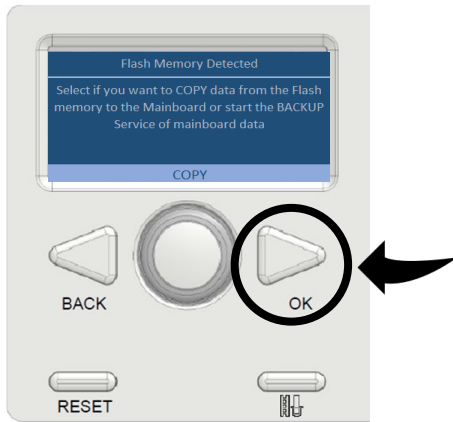 Flash Memory Detected
Select if you want to COPY data from the Flash
memory to the Mainboard or start the BACKUP
Service of mainboard data
COPY
BACK
OK
RESET